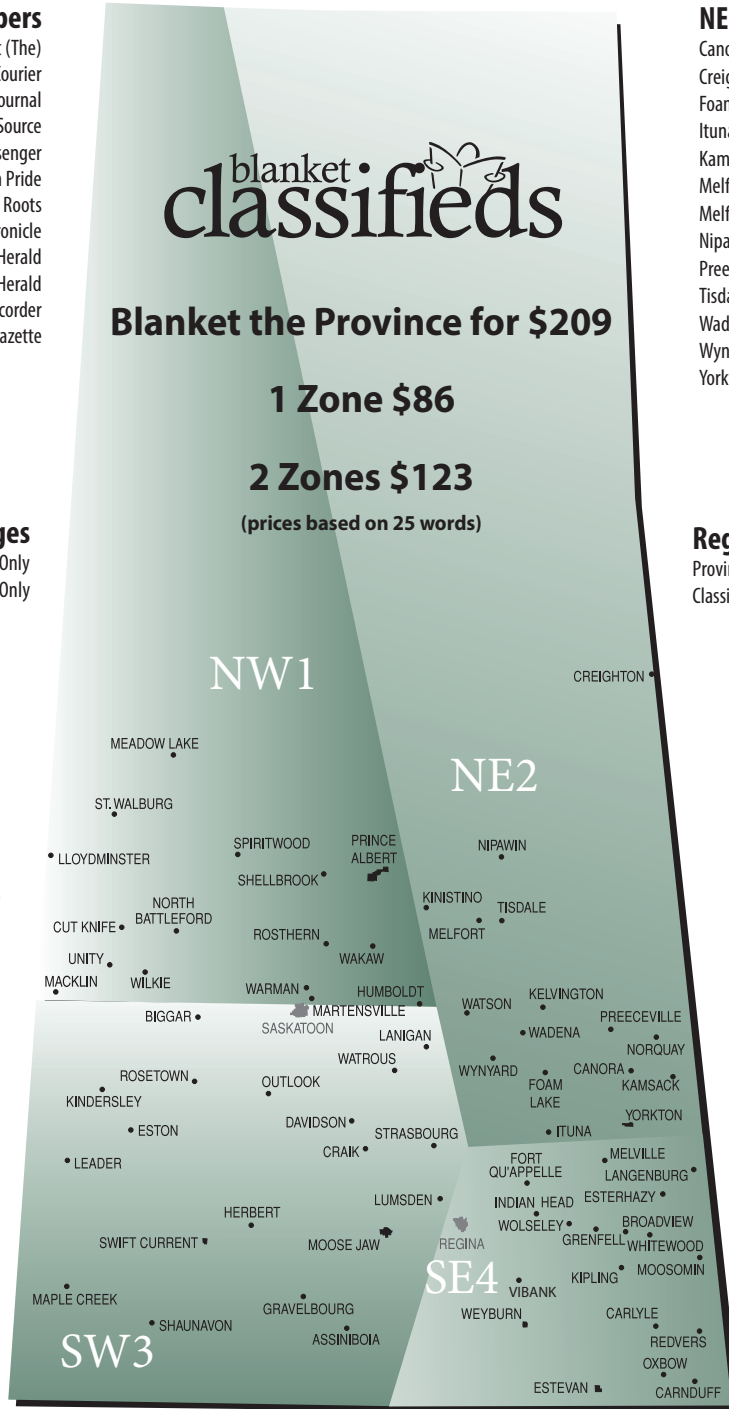 pers
t (The)
Courier
ournal
Source
senger
Pride
Roots
ronicle
Herald
Herald
corder
azette
ges
Only
Only
blanket
classifieds
Blanket the Province for $209
1 Zone $86
2 Zones $123
(prices based on 25 words)
NE
Cano
Creig
Foan
Ituna
Kam
Melf
Melf
Nipa
Pree
Tisda
Wad
Wyn
York
Reg
Provin
Classi
NW1
CREIGHTON
MEADOW LAKE
NE2
ST. WALBURG
LLOYDMINSTER
SPIRITWOOD
PRINCE
ALBERT
NIPAWIN
SHELLBROOK
KINISTINO
TISDALE
NORTH
BATTLEFORD
CUT KNIFE
MELFORT
ROSTHERN
WAKAW
UNITY
MACKLIN
WILKIE
WARMAN
HUMBOLDT
KELVINGTON
WATSON
MARTENSVILLE
BIGGAR
SASKATOON
PREECEVILLE
WADENA
LANIGAN
NORQUAY
WATROUS
WYNYARD
CANORA
ROSETOWN
OUTLOOK
FOAM
LAKE
KAMSACK
KINDERSLEY
DAVIDSON
YORKTON
ESTON
STRASBOURG
ITUNA
CRAIK
LEADER
FORT
QU'APPELLE
MELVILLE
LANGENBURG
LUMSDEN
INDIAN HEAD
ESTERHAZY
HERBERT
WOLSELEY
BROADVIEW
SWIFT CURRENT
MOOSE JAW
REGINA
GRENFELL
WHITEWOOD
SE4
KIPLING
MOOSOMIN
MAPLE CREEK
VIBANK
GRAVELBOURG
WEYBURN
CARLYLE
SHAUNAVON
ASSINIBOIA
REDVERS
SW3
OXBOW
ESTEVAN
CARNDUFF